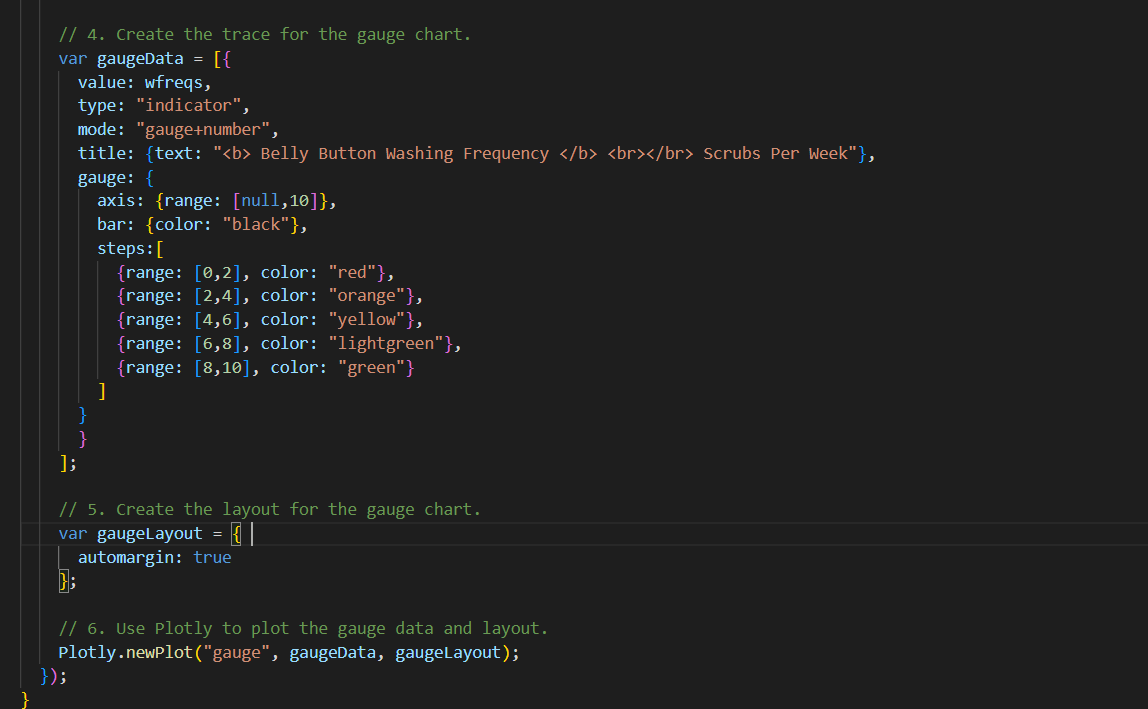 // 4. Create the trace for the gauge chart.
var gaugeData = [{
value: wfreqs,
type: "indicator",
mode: "gauge+number",
title: {text: "<b> Belly Button Washing Frequency </b> <br></br> Scrubs Per Week"},
gauge: {
axis: {range: [null,10]},
bar: {color: "black"},
steps:[
{range: [0,2], color: "red"},
{range: [2,4], color: "orange"},
{range: [4,6], color: "yellow"},
{range: [6,8], color: "lightgreen"},
{range: [8,10], color: "green"}
]
}
}
];
// 5. Create the layout for the gauge chart.
var gaugeLayout = {
automargin: true
};
// 6. Use Plotly to plot the gauge data and layout.
Plotly.newPlot("gauge", gaugeData, gaugeLayout);
});
}